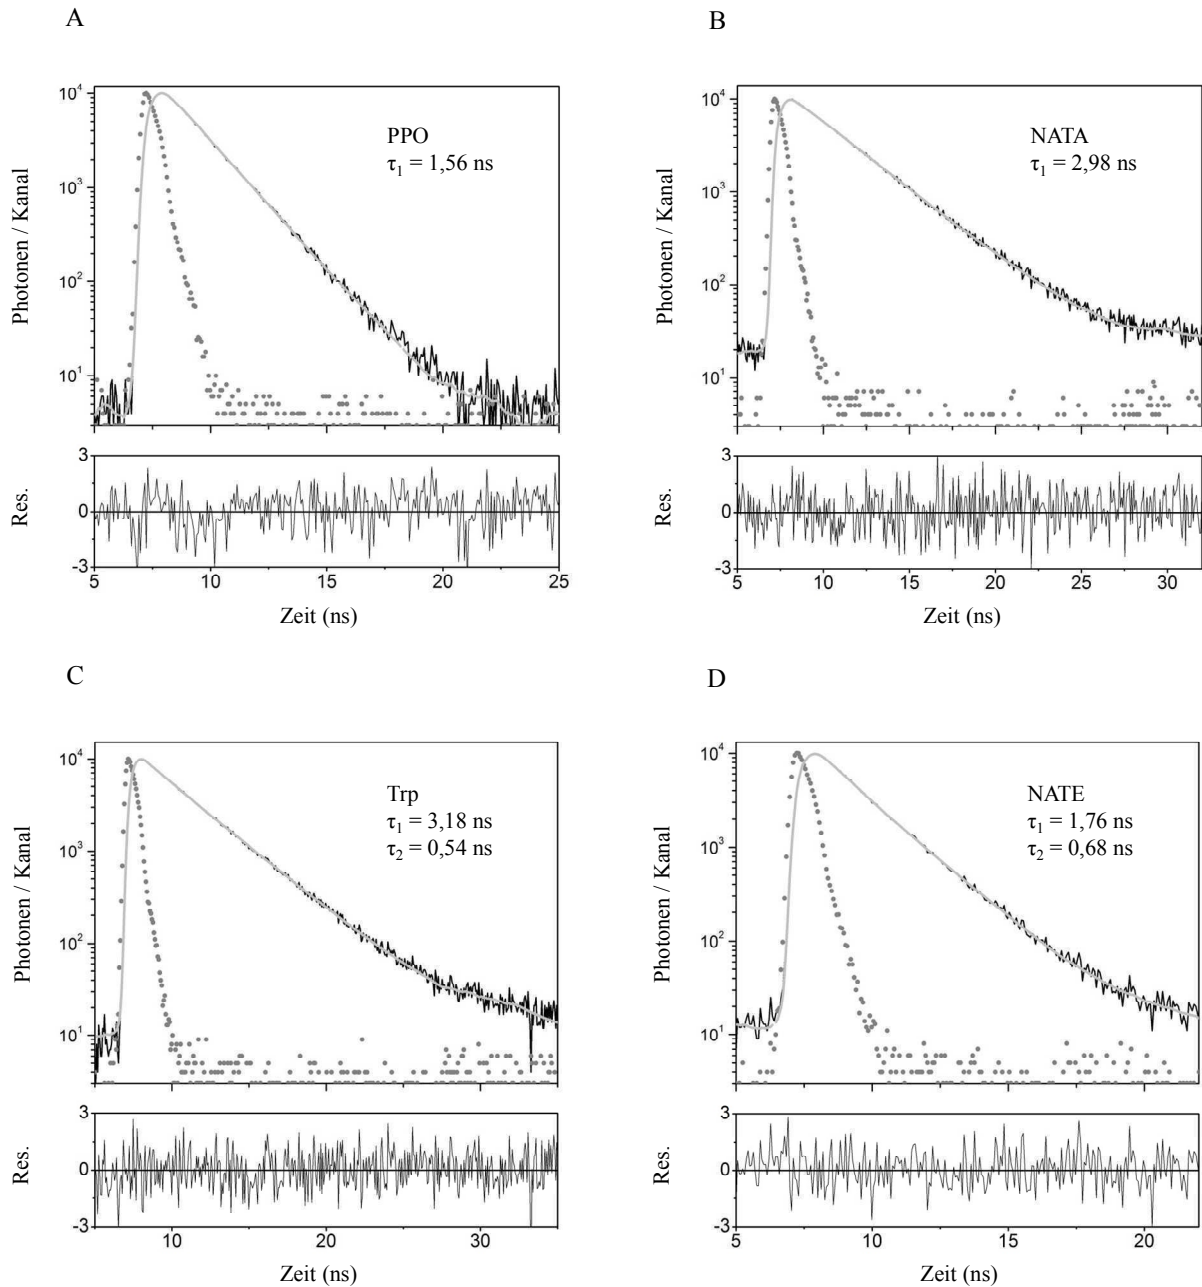 A
10⁴
10³
10²
10¹
Photonen / Kanal
PPO
τ₁ = 1,56 ns
3
0
-3
Res.
5 10 15 20 25
Zeit (ns)
B
10⁴
10³
10²
10¹
Photonen / Kanal
NATA
τ₁ = 2,98 ns
3
0
-3
Res.
5 10 15 20 25 30
Zeit (ns)
C
10⁴
10³
10²
10¹
Photonen / Kanal
Trp
τ₁ = 3,18 ns
τ₂ = 0,54 ns
3
0
-3
Res.
10 20 30
Zeit (ns)
D
10⁴
10³
10²
10¹
Photonen / Kanal
NATE
τ₁ = 1,76 ns
τ₂ = 0,68 ns
3
0
-3
Res.
5 10 15 20
Zeit (ns)